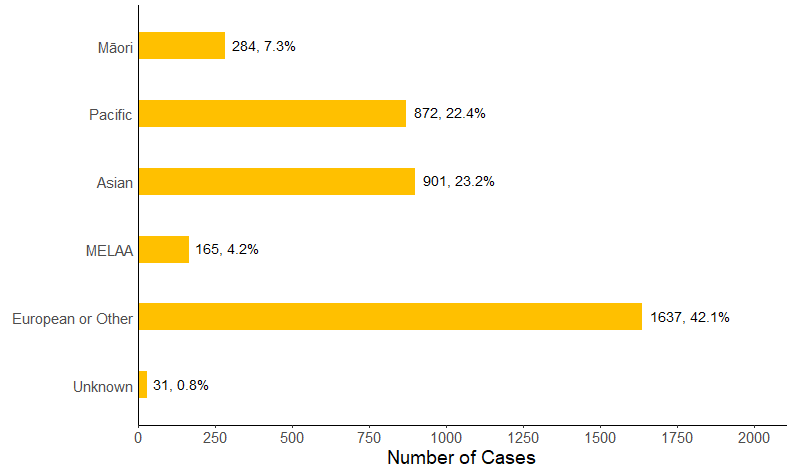 Māori 284, 7.3%
Pacific 872, 22.4%
Asian 901, 23.2%
MELAA 165, 4.2%
European or Other 1637, 42.1%
Unknown 31, 0.8%
0 250 500 750 1000 1250 1500 1750 2000
Number of Cases